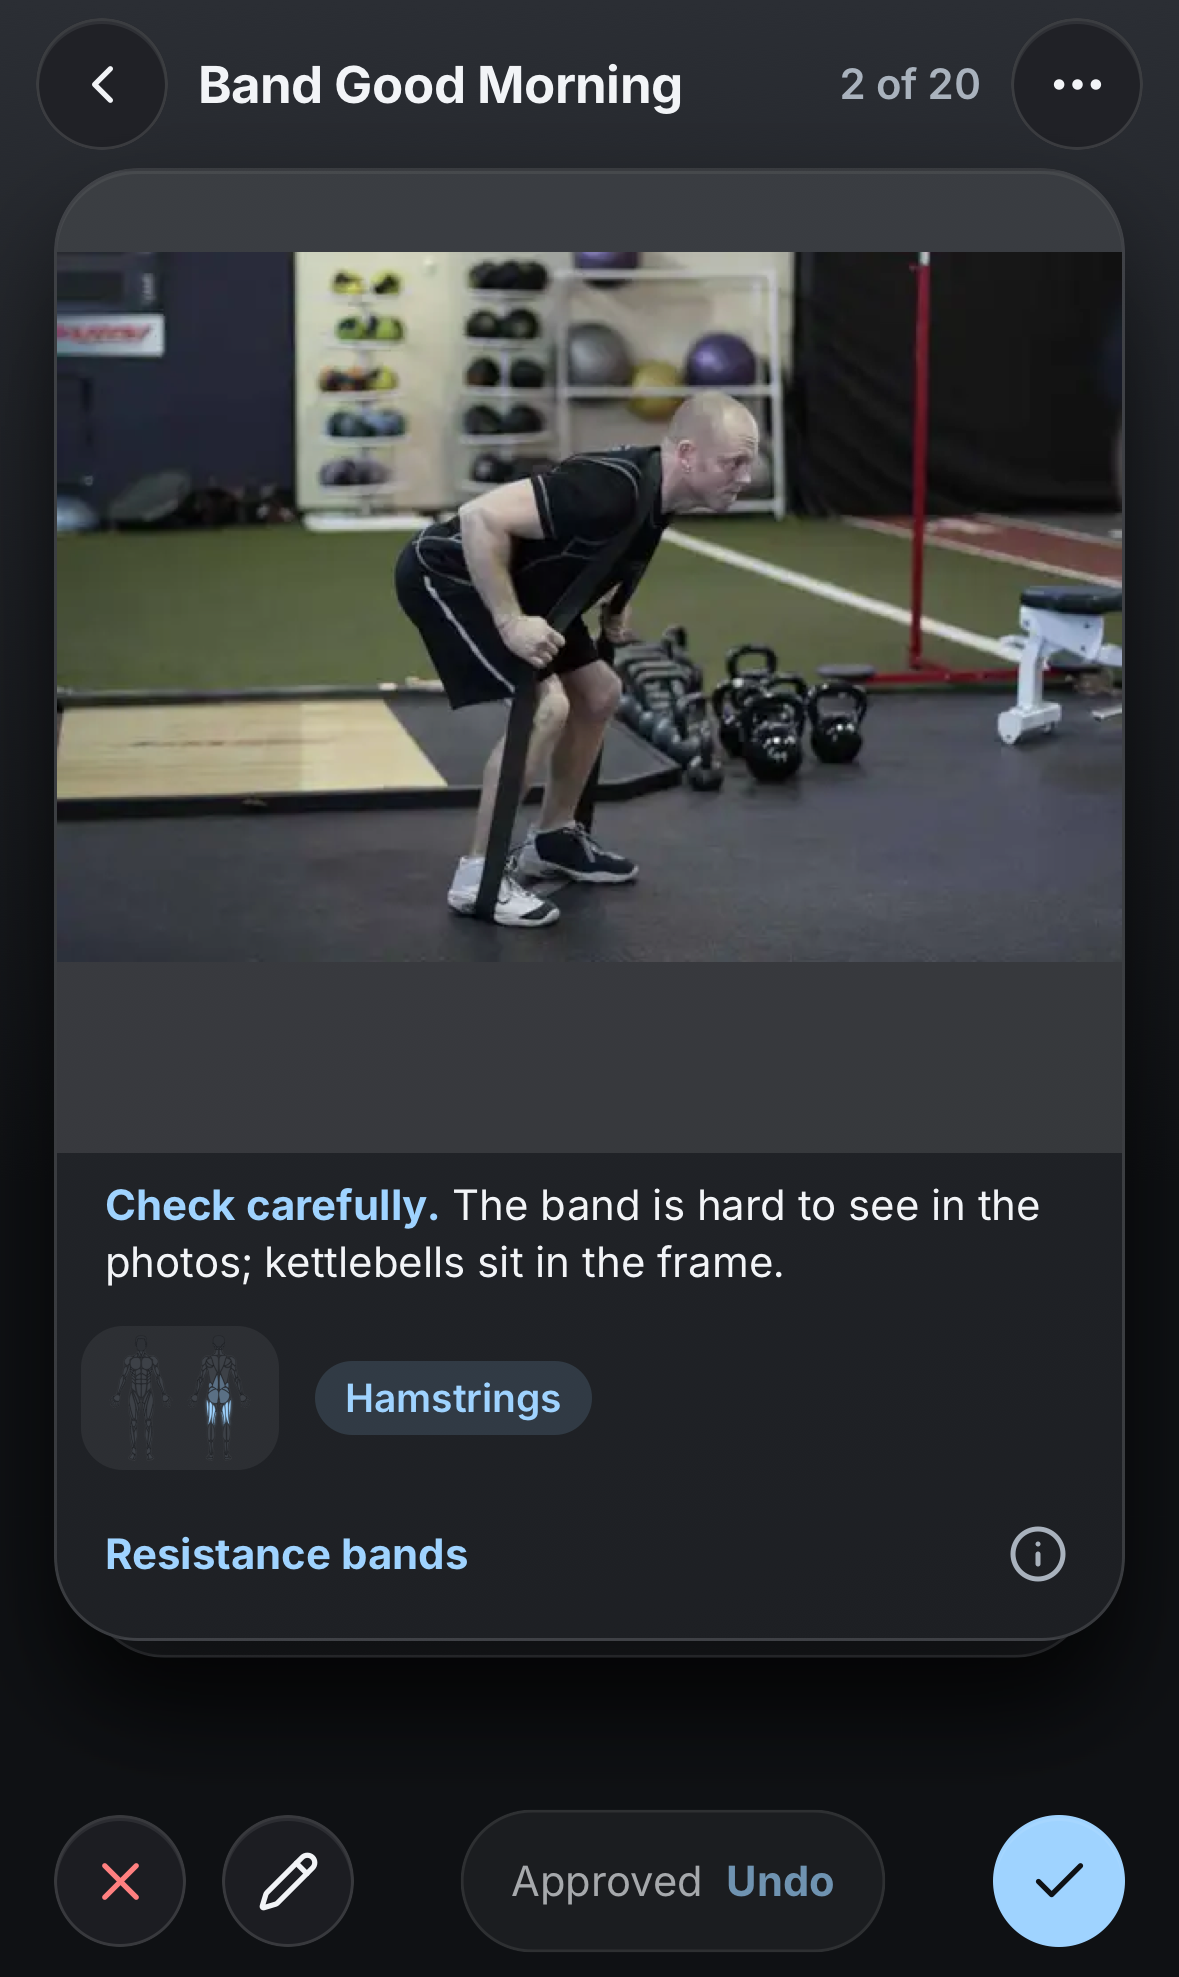 Band Good Morning
2 of 20
Check carefully. The band is hard to see in the
photos; kettlebells sit in the frame.
Hamstrings
Resistance bands
Approved Undo